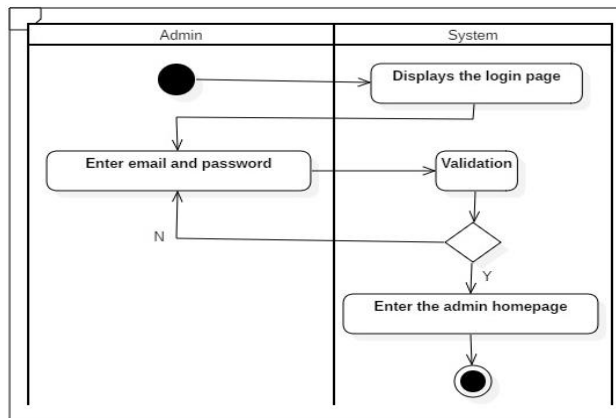 Admin
System
Displays the login page
Enter email and password
Validation
N
Y
Enter the admin homepage